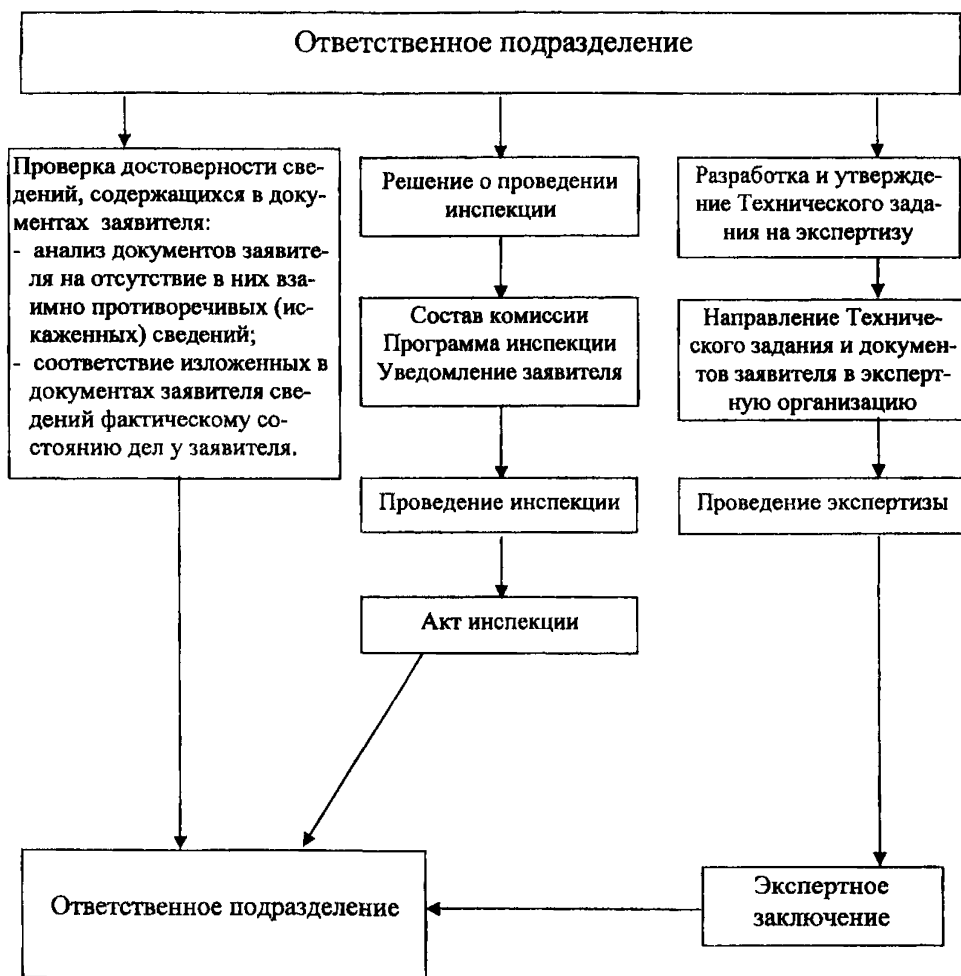 Ответственное подразделение
Проверка достоверности све-
дений, содержащихся в доку-
ментах заявителя:
- анализ документов заявите-
ля на отсутствие в них вза-
имно противоречивых (ис-
каженных) сведений;
- соответствие изложенных в
документах заявителя све-
дений фактическому со-
стоянию дел у заявителя.
Решение о проведении
инспекции
Состав комиссии
Программа инспекции
Уведомление заявителя
Проведение инспекции
Акт инспекции
Разработка и утвержде-
ние Технического зада-
ния на экспертизу
Направление Техниче-
ского задания и докумен-
тов заявителя в эксперт-
ную организацию
Проведение экспертизы
Экспертное
заключение
Ответственное подразделение